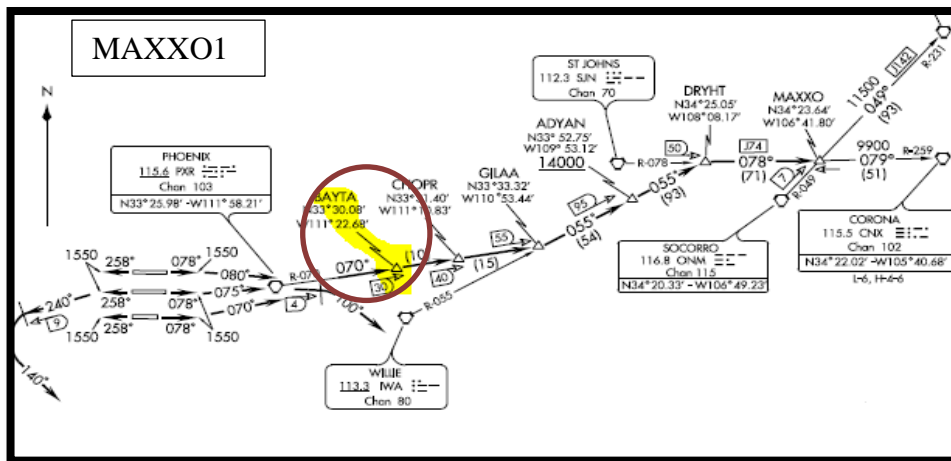 MAXXO1
N
PHOENIX
115.6 PXR
Chan 103
N33°25.98' -W111°58.21'
BAYTA
N33°30.08'
W111°22.68'
CHOPR
GILAA
N33°33.32'
W110°53.44'
ADYAN
N33° 52.75'
W109° 53.12'
14000
ST JOHNS
112.3 SJN
Chan 70
DRYHT
N34°25.05'
W108°08.17'
MAXXO
N34°23.64'
W106°41.80'
11500
049°
(93)
J142
R-231
9900
079°
(51)
R-259
CORONA
115.5 CNX
Chan 102
N34°22.02' -W105°40.68'
L-6, H-4-6
SOCORRO
116.8 ONM
Chan 115
N34°20.33' -W106°49.23'
7
R-049
J74
078°
(71)
50
R-078
055°
(93)
95
055°
(54)
55
(15)
40
30
070°
R-055
WILLIE
113.3 IWA
Chan 80
100°
4
1550
258°
078°
080°
1550
258°
078°
075°
1550
258°
078°
070°
1550
1550
240°
9
140°